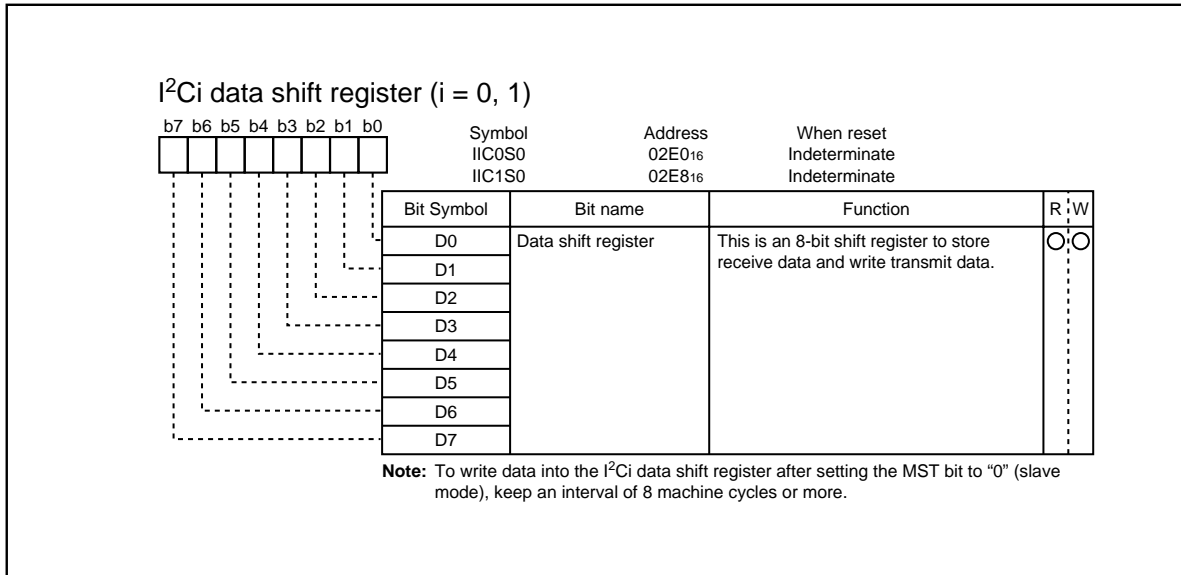 I²Ci data shift register (i = 0, 1)
b7 b6 b5 b4 b3 b2 b1 b0
Symbol Address When reset
IIC0S0 02E0₁₆ Indeterminate
IIC1S0 02E8₁₆ Indeterminate
Bit Symbol Bit name Function R W
D0 Data shift register This is an 8-bit shift register to store
receive data and write transmit data.
D1
D2
D3
D4
D5
D6
D7
Note: To write data into the I²Ci data shift register after setting the MST bit to “0” (slave
mode), keep an interval of 8 machine cycles or more.